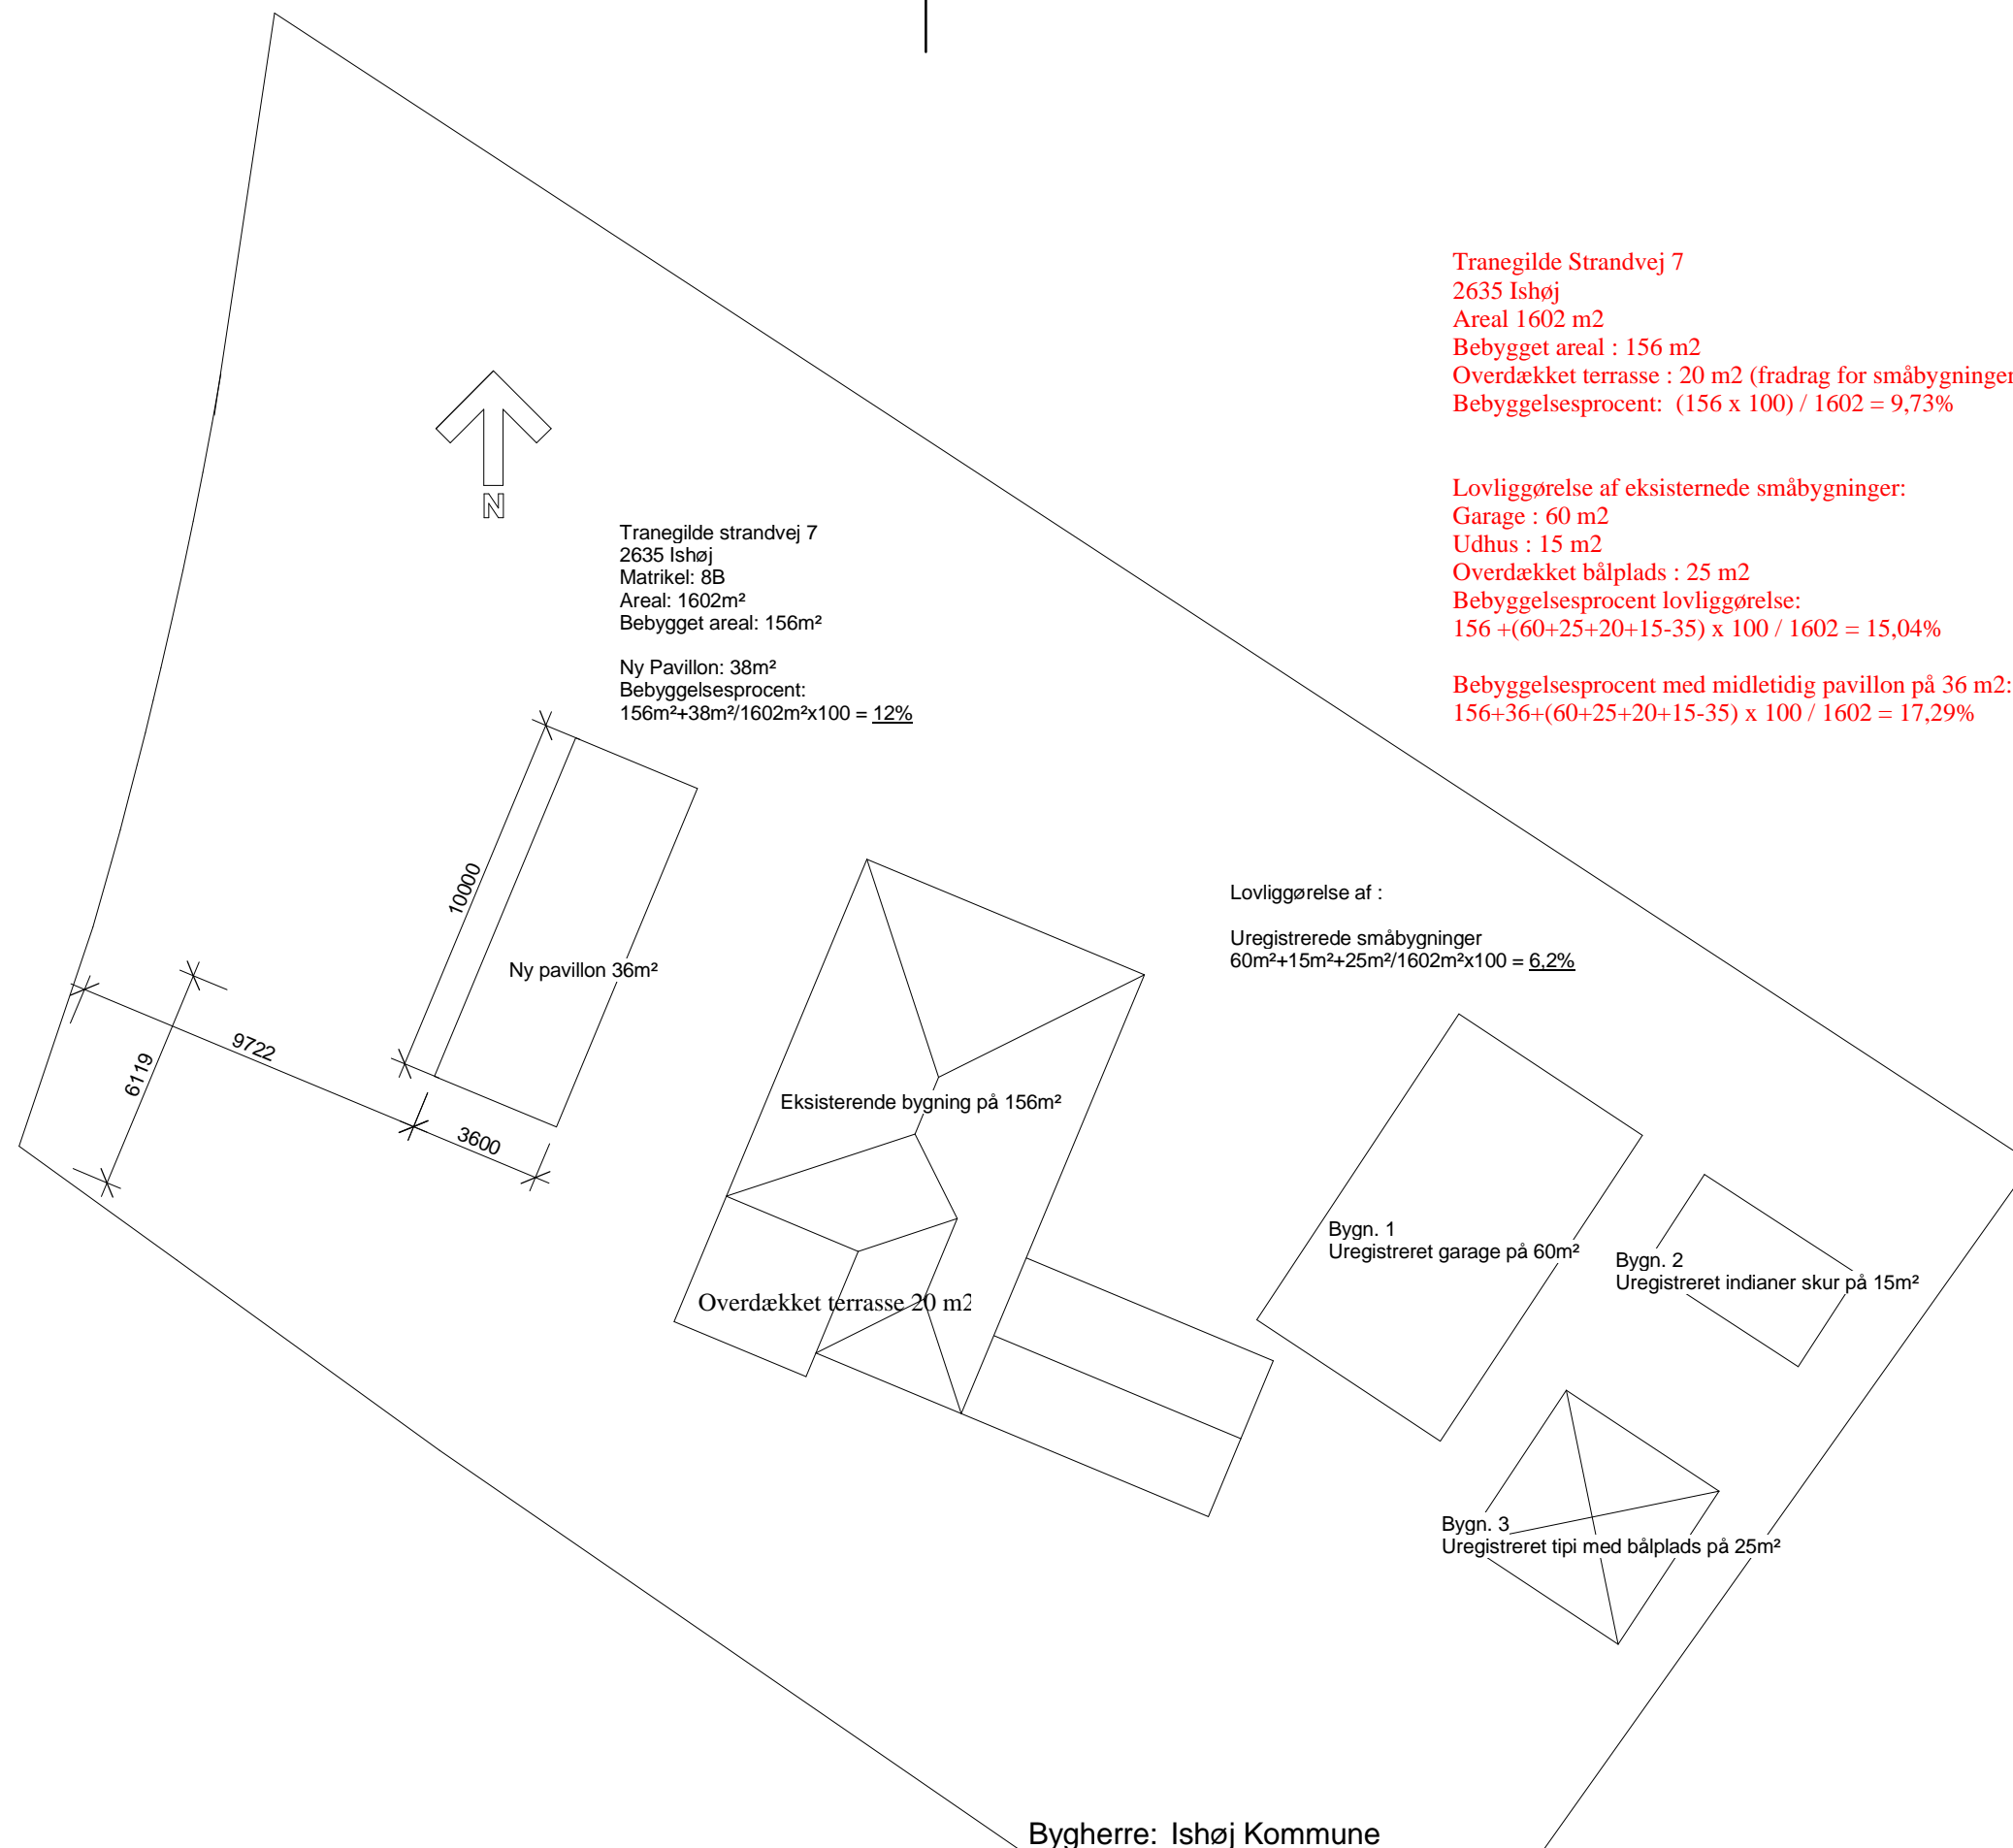 Tranegilde Strandvej 7
2635 Ishøj
Areal 1602 m2
Bebygget areal : 156 m2
Overdækket terrasse : 20 m2 (fradrag for småbygninger
Bebyggelsesprocent:  (156 x 100) / 1602 = 9,73%
Lovliggørelse af eksisternede småbygninger:
Garage : 60 m2
Udhus : 15 m2
Overdækket bålplads : 25 m2
Bebyggelsesprocent lovliggørelse:
156 +(60+25+20+15-35) x 100 / 1602 = 15,04%
Bebyggelsesprocent med midletidig pavillon på 36 m2:
156+36+(60+25+20+15-35) x 100 / 1602 = 17,29%
N
Tranegilde strandvej 7
2635 Ishøj
Matrikel: 8B
Areal: 1602m²
Bebygget areal: 156m²
Ny Pavillon: 38m²
Bebyggelsesprocent:
156m²+38m²/1602m²x100 = 12%
10000
Ny pavillon 36m²
9722
6119
3600
Lovliggørelse af :
Uregistrerede småbygninger
60m²+15m²+25m²/1602m²x100 = 6,2%
Eksisterende bygning på 156m²
Overdækket terrasse 20 m2
Bygn. 1
Uregistreret garage på 60m²
Bygn. 2
Uregistreret indianer skur på 15m²
Bygn. 3
Uregistreret tipi med bålplads på 25m²
Bygherre: Ishøj Kommune